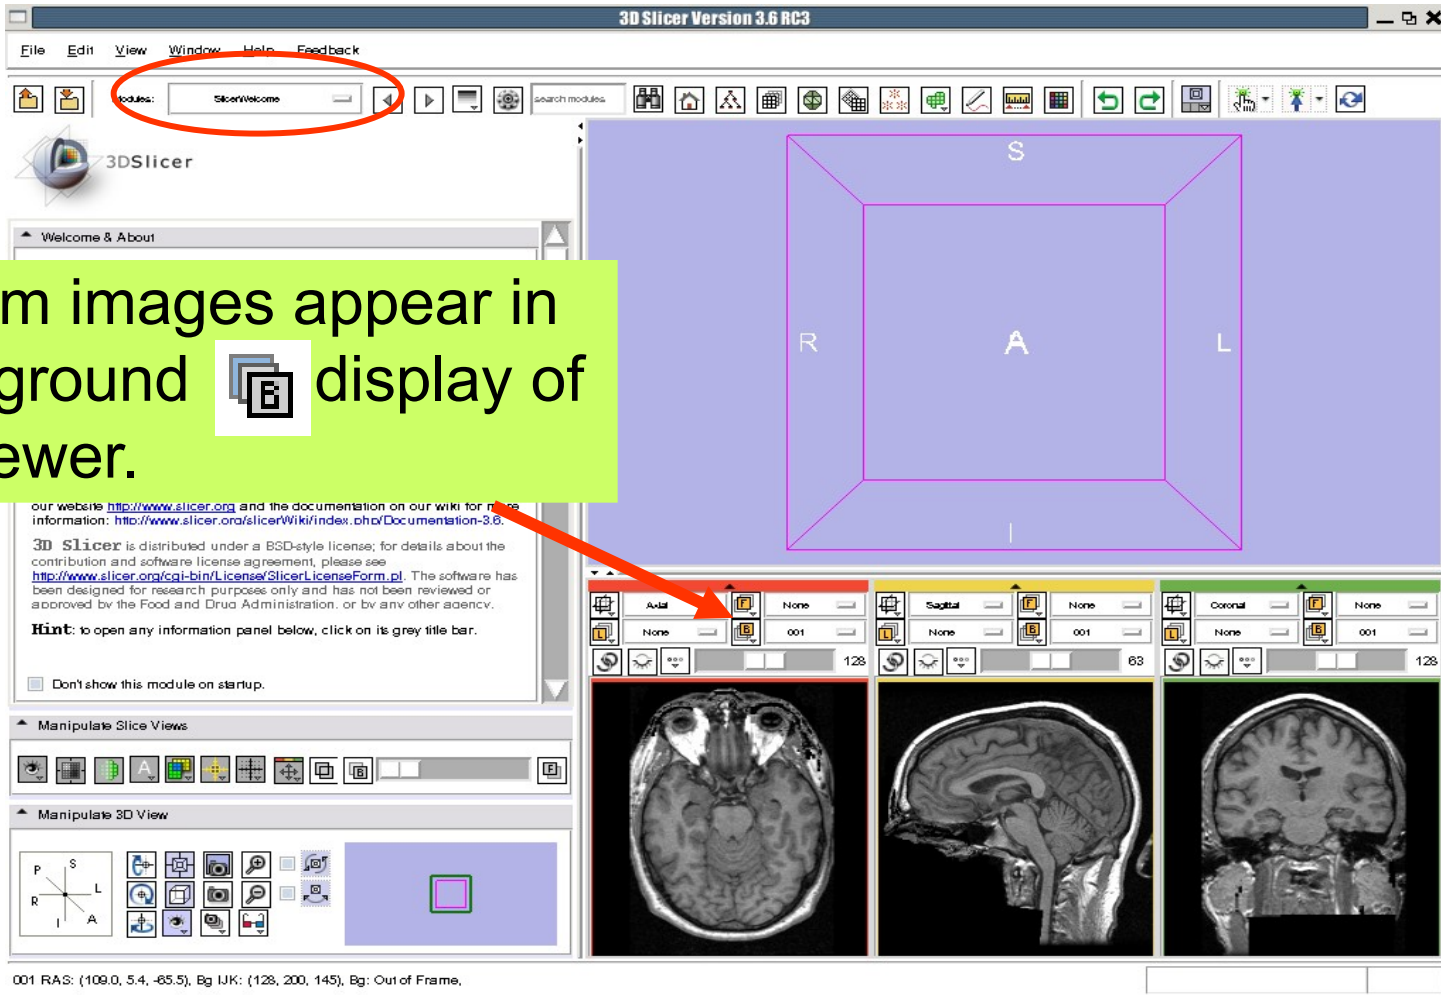 3D Slicer Version 3.6 RC3
File Edit View Window Help Feedback
Modules: SlicerWelcome search modules
3DSlicer
Welcome & About
m images appear in
ground B display of
ewer.
our website http://www.slicer.org and the documentation on our wiki for more
information: http://www.slicer.org/slicerWiki/index.php/Documentation-3.6.
3D Slicer is distributed under a BSD-style license; for details about the
contribution and software license agreement, please see
http://www.slicer.org/cgi-bin/License/SlicerLicenseForm.pl. The software has
been designed for research purposes only and has not been reviewed or
approved by the Food and Drug Administration, or by any other agency.
Hint: to open any information panel below, click on its grey title bar.
Don't show this module on startup.
Manipulate Slice Views
A B F
Manipulate 3D View
P S
L
R
I A
S
R A L
I
Axial F None
L None B 001
128
Sagittal F None
L None B 001
63
Coronal F None
L None B 001
128
001 RAS: (109.0, 5.4, -65.5), Bg IJK: (128, 200, 145), Bg: Out of Frame,